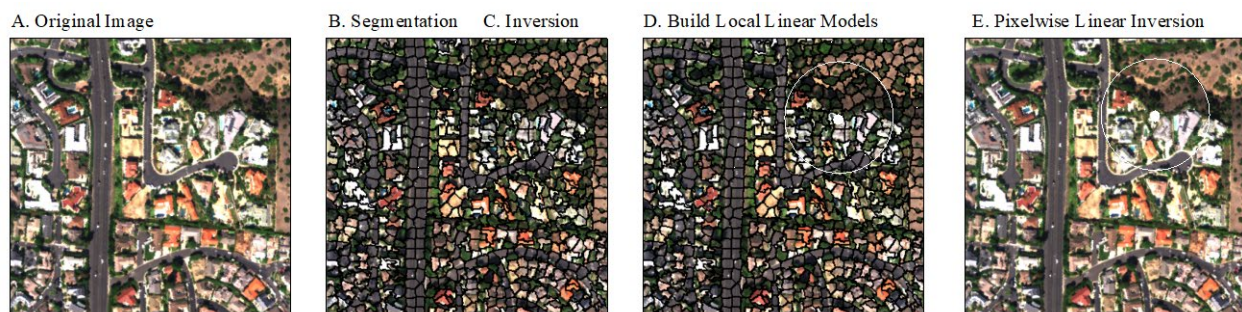 A. Original Image
B. Segmentation
C. Inversion
D. Build Local Linear Models
E. Pixelwise Linear Inversion